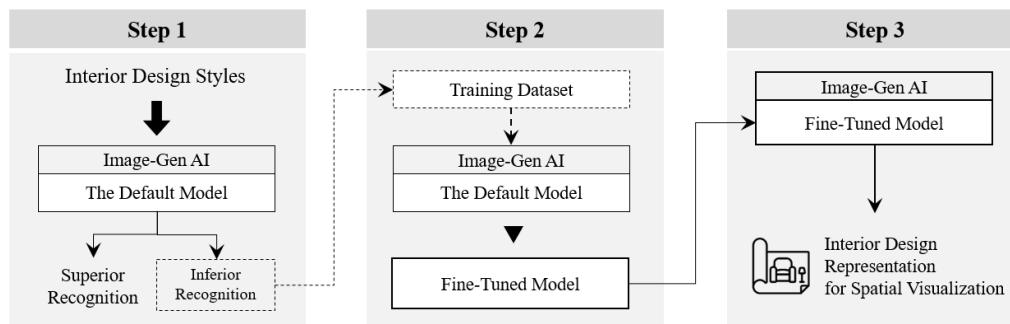 Step 1
Interior Design Styles
Image-Gen AI
The Default Model
Superior
Recognition
Inferior
Recognition
Step 2
Training Dataset
Image-Gen AI
The Default Model
Fine-Tuned Model
Step 3
Image-Gen AI
Fine-Tuned Model
Interior Design
Representation
for Spatial Visualization